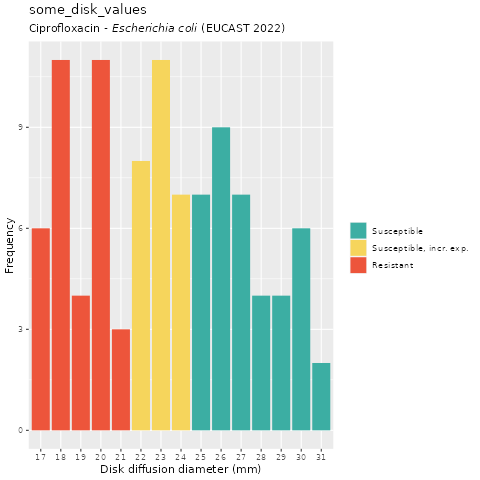 some_disk_values
Ciprofloxacin - Escherichia coli (EUCAST 2022)
Frequency
9
6
3
0
17 18 19 20 21 22 23 24 25 26 27 28 29 30 31
Disk diffusion diameter (mm)
Susceptible
Susceptible, incr. exp.
Resistant